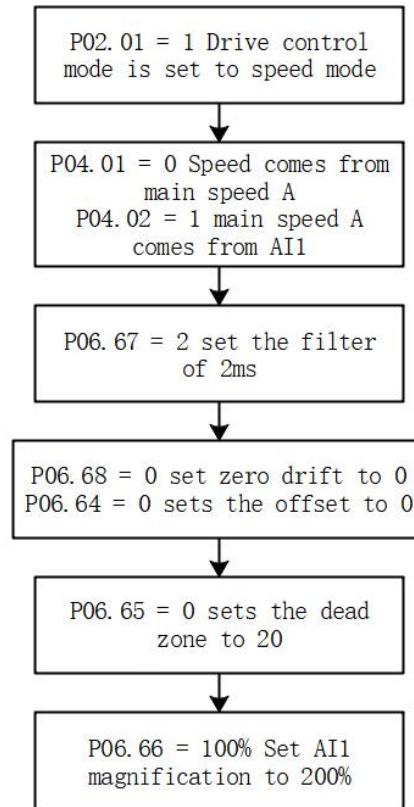 P02.01 = 1 Drive control
mode is set to speed mode
P04.01 = 0 Speed comes from
main speed A
P04.02 = 1 main speed A
comes from AI1
P06.67 = 2 set the filter
of 2ms
P06.68 = 0 set zero drift to 0
P06.64 = 0 sets the offset to 0
P06.65 = 0 sets the dead
zone to 20
P06.66 = 100% Set AI1
magnification to 200%